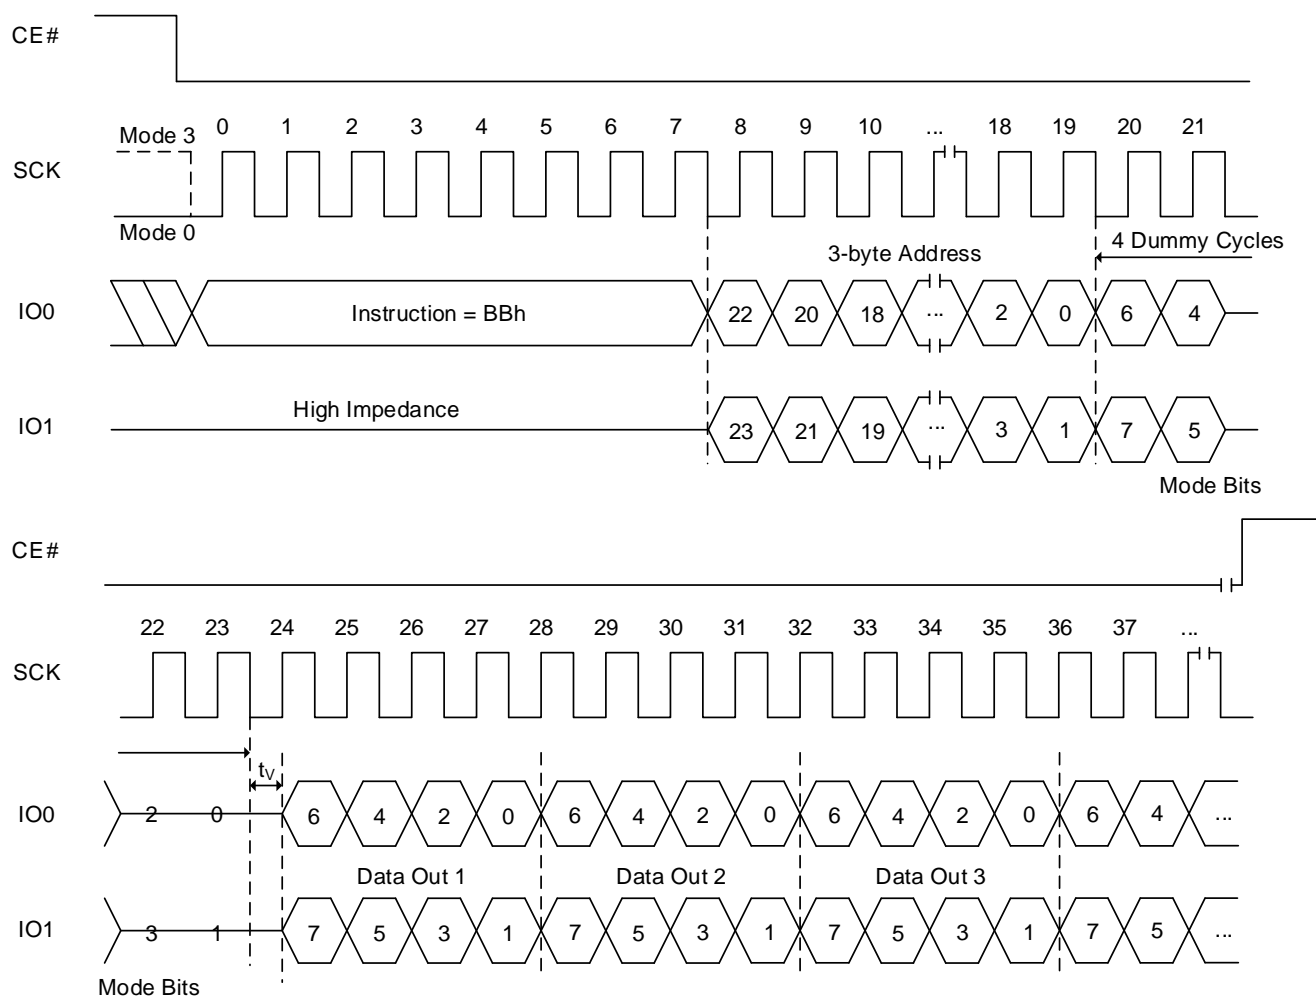 CE#
0 1 2 3 4 5 6 7 8 9 10 ... 18 19 20 21
Mode 3
SCK
Mode 0
3-byte Address
4 Dummy Cycles
IO0
Instruction = BBh
22 20 18 ... 2 0 6 4
High Impedance
IO1
23 21 19 ... 3 1 7 5
Mode Bits
CE#
22 23 24 25 26 27 28 29 30 31 32 33 34 35 36 37 ...
SCK
tV
IO0
2 0 6 4 2 0 6 4 2 0 6 4 2 0 6 4 ...
Data Out 1 Data Out 2 Data Out 3
IO1
3 1 7 5 3 1 7 5 3 1 7 5 3 1 7 5 ...
Mode Bits